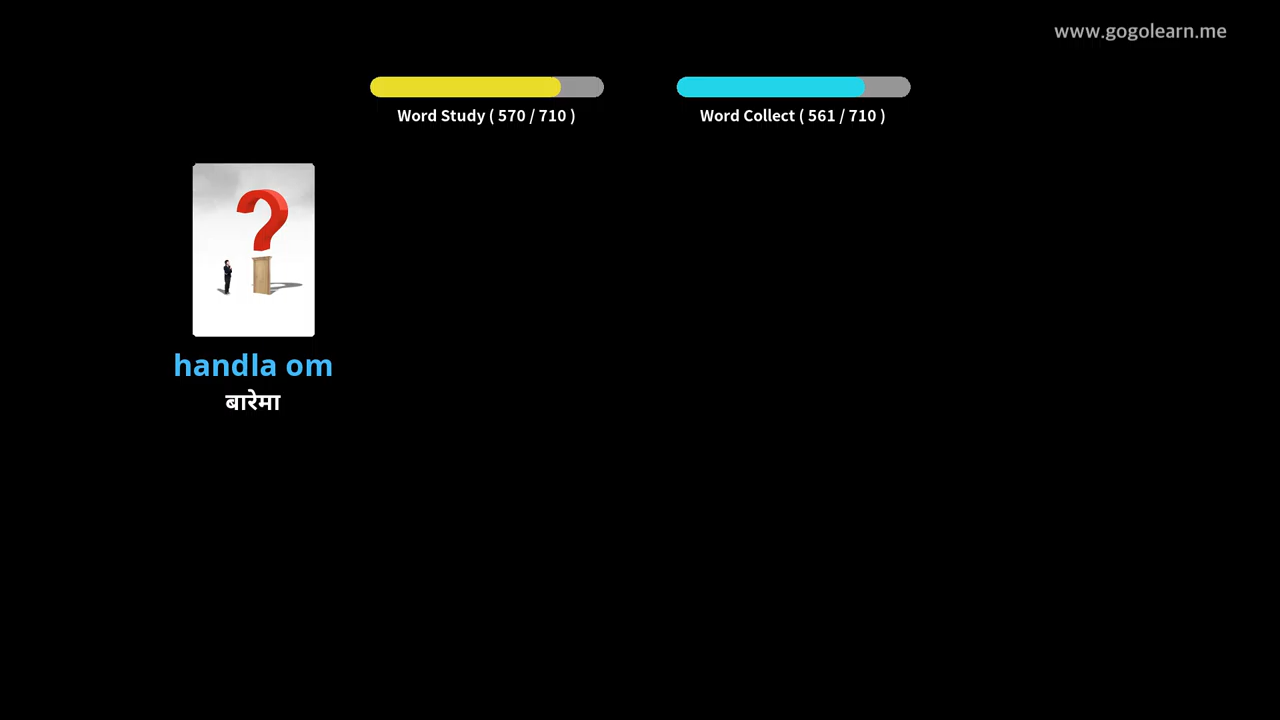 www.gogolearn.me
Word Study ( 570 / 710 )
Word Collect ( 561 / 710 )
handla om
बारेमा